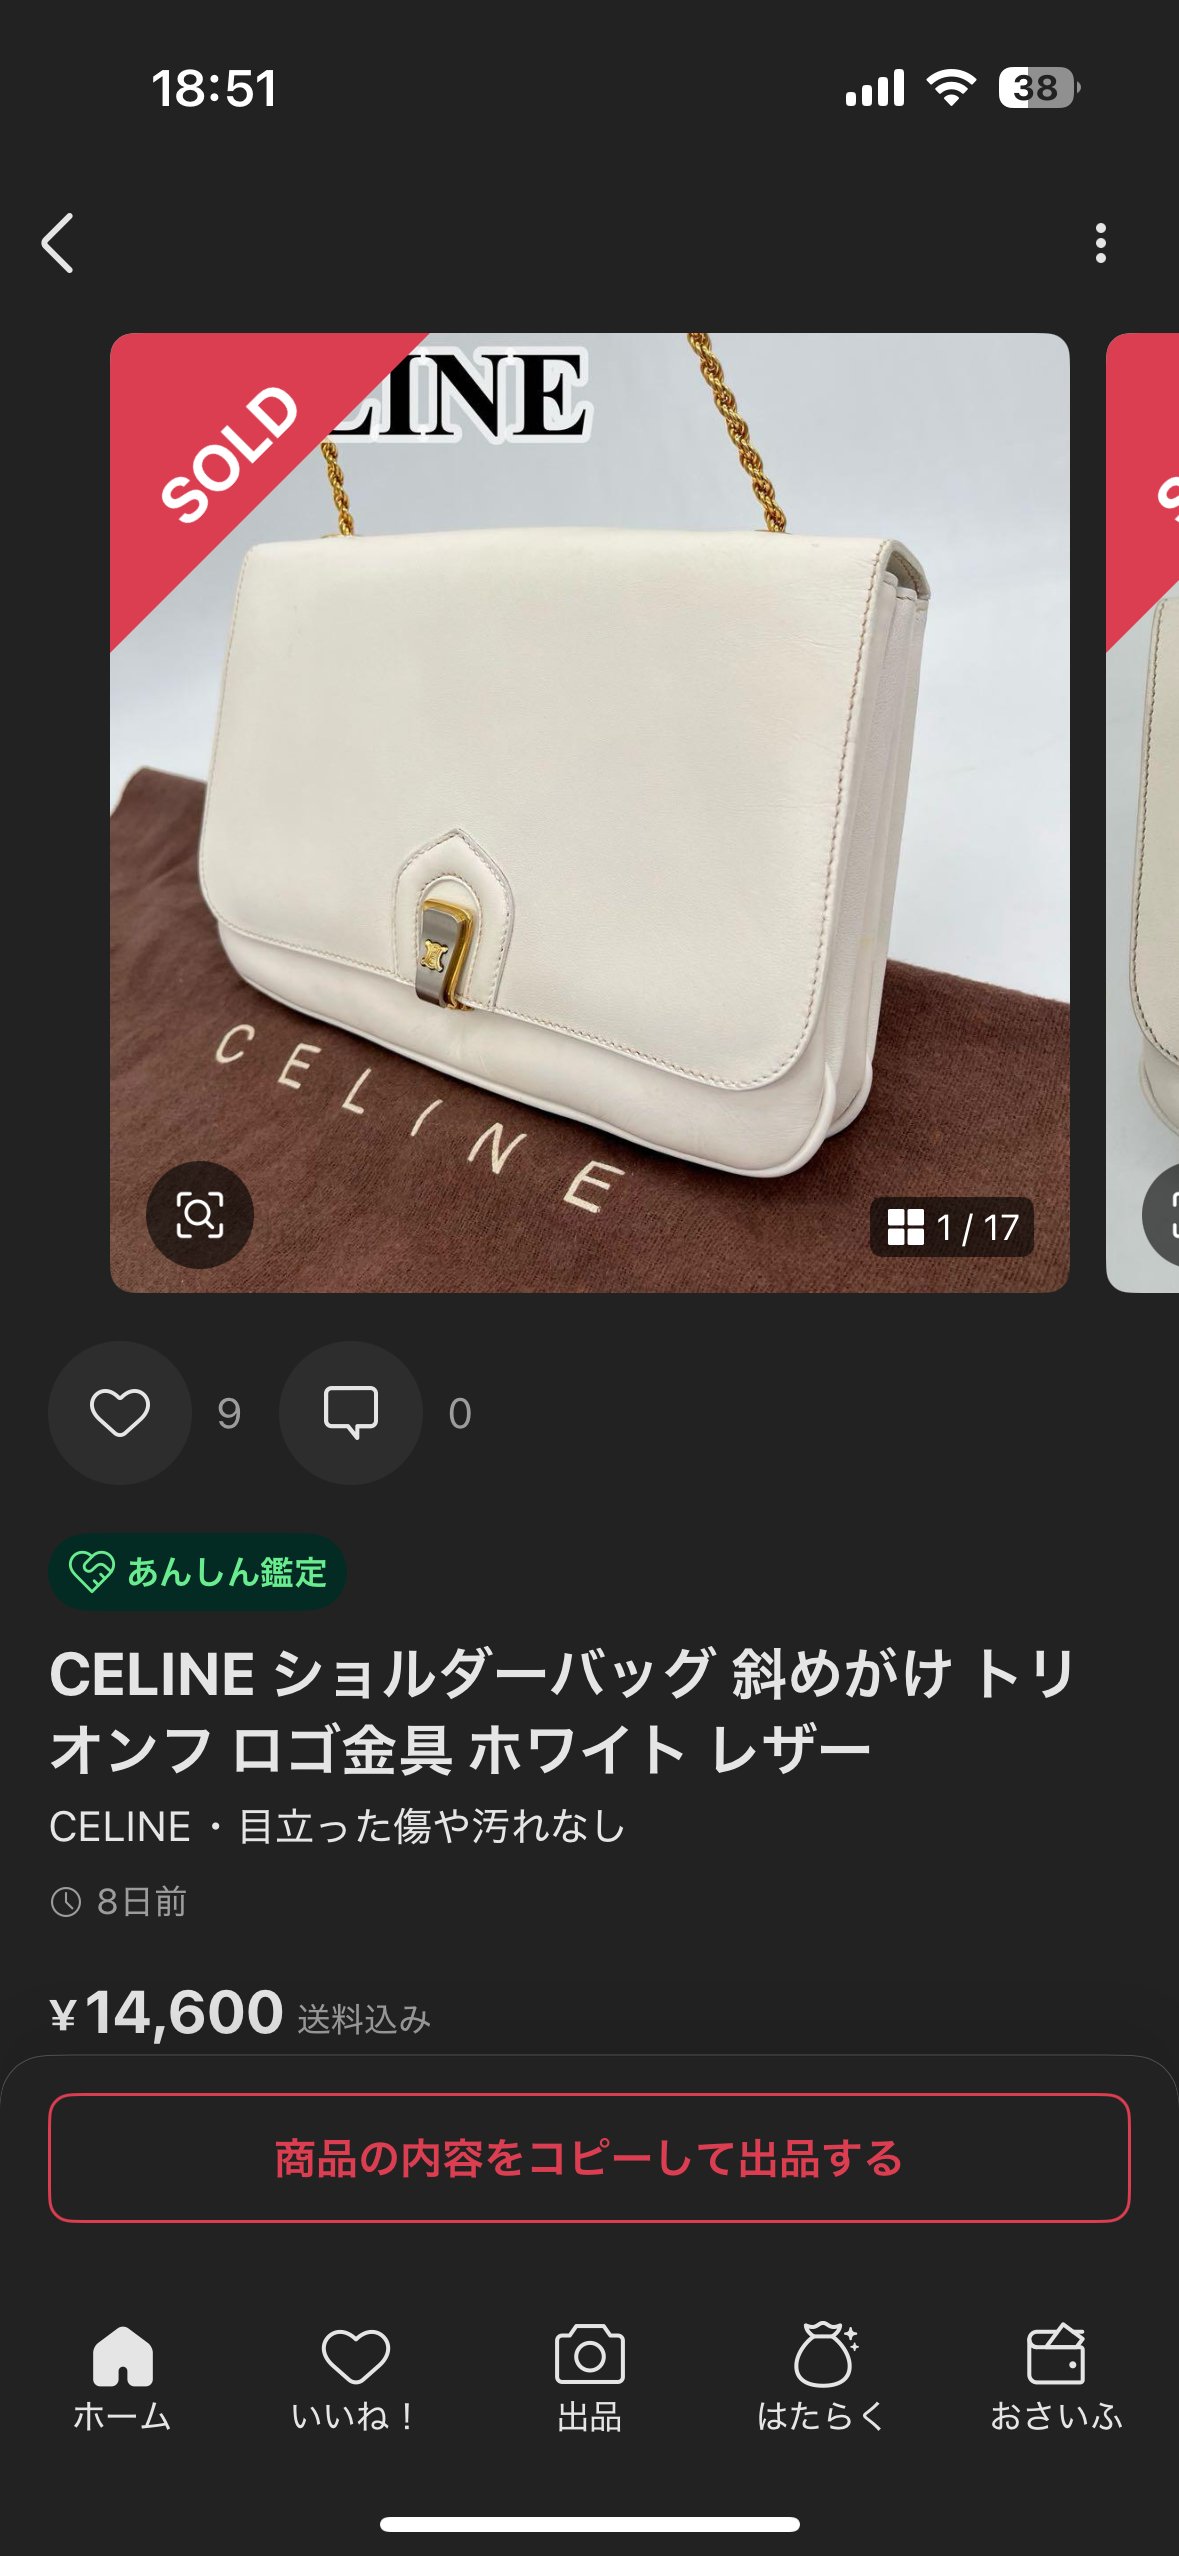 18:51
38
SOLD
LINE
CELINE
1 / 17
9
0
あんしん鑑定
CELINE ショルダーバッグ 斜めがけ トリ
オンフ ロゴ金具 ホワイト レザー
CELINE・目立った傷や汚れなし
8日前
¥14,600 送料込み
商品の内容をコピーして出品する
ホーム
いいね！
出品
はたらく
おさいふ